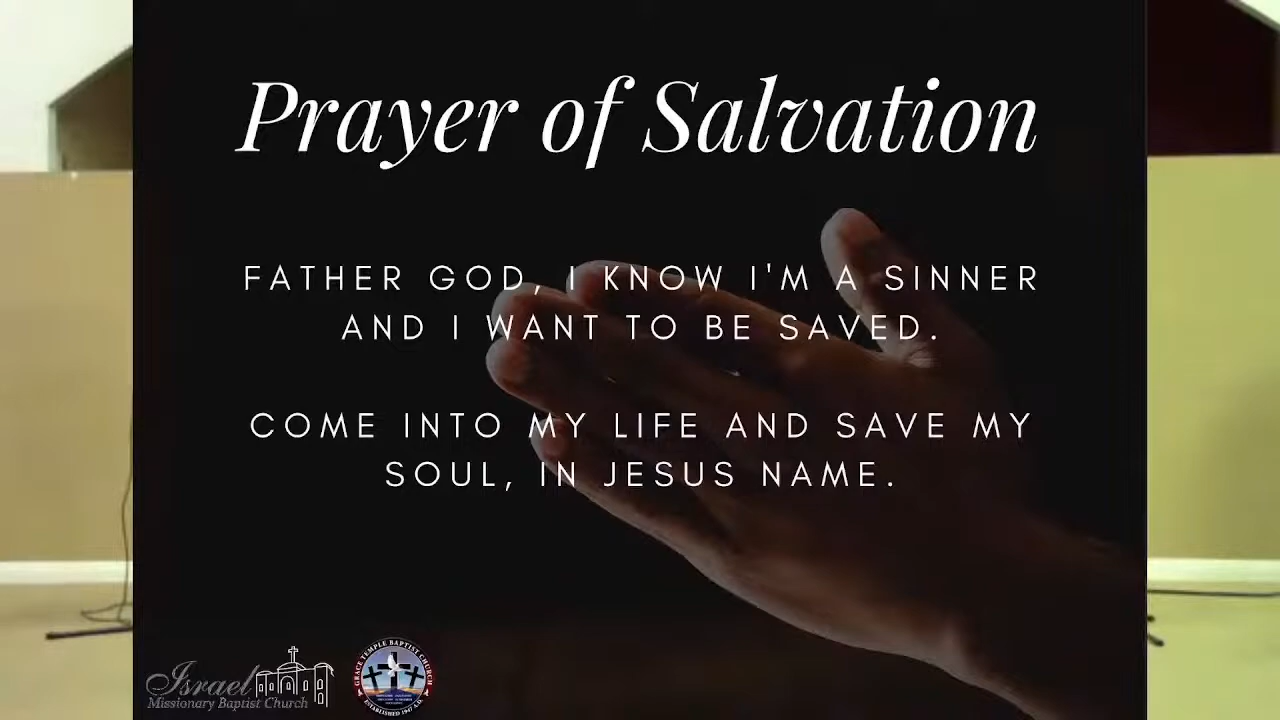 Prayer of Salvation
FATHER GOD, I KNOW I'M A SINNER
AND I WANT TO BE SAVED.
COME INTO MY LIFE AND SAVE MY
SOUL, IN JESUS NAME.
Israel
Missionary Baptist Church
GRACE TEMPLE BAPTIST CHURCH